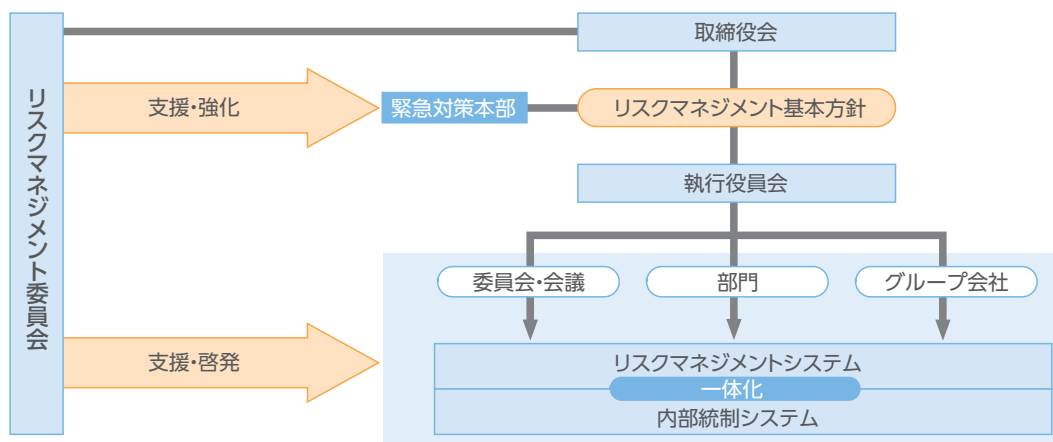 リスクマネジメント委員会
取締役会
支援・強化
緊急対策本部
リスクマネジメント基本方針
執行役員会
委員会・会議
部門
グループ会社
支援・啓発
リスクマネジメントシステム
一体化
内部統制システム